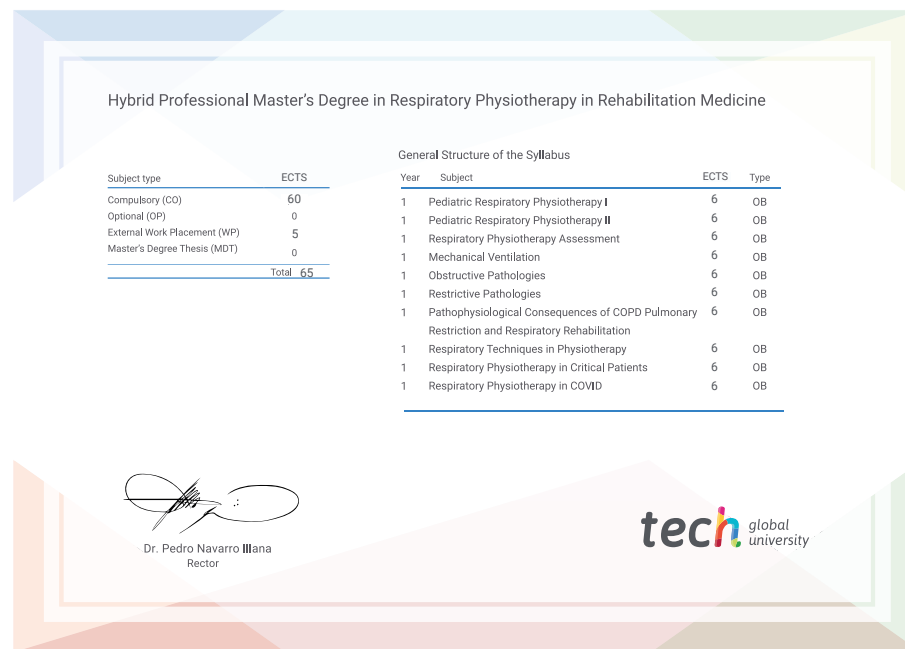 Hybrid Professional Master's Degree in Respiratory Physiotherapy in Rehabilitation Medicine
Subject type ECTS
Compulsory (CO) 60
Optional (OP) 0
External Work Placement (WP) 5
Master's Degree Thesis (MDT) 0
Total 65
General Structure of the Syllabus
Year Subject ECTS Type
1 Pediatric Respiratory Physiotherapy I 6 OB
1 Pediatric Respiratory Physiotherapy II 6 OB
1 Respiratory Physiotherapy Assessment 6 OB
1 Mechanical Ventilation 6 OB
1 Obstructive Pathologies 6 OB
1 Restrictive Pathologies 6 OB
1 Pathophysiological Consequences of COPD Pulmonary 6 OB
Restriction and Respiratory Rehabilitation
1 Respiratory Techniques in Physiotherapy 6 OB
1 Respiratory Physiotherapy in Critical Patients 6 OB
1 Respiratory Physiotherapy in COVID 6 OB
Dr. Pedro Navarro Illana
Rector
tech global
university